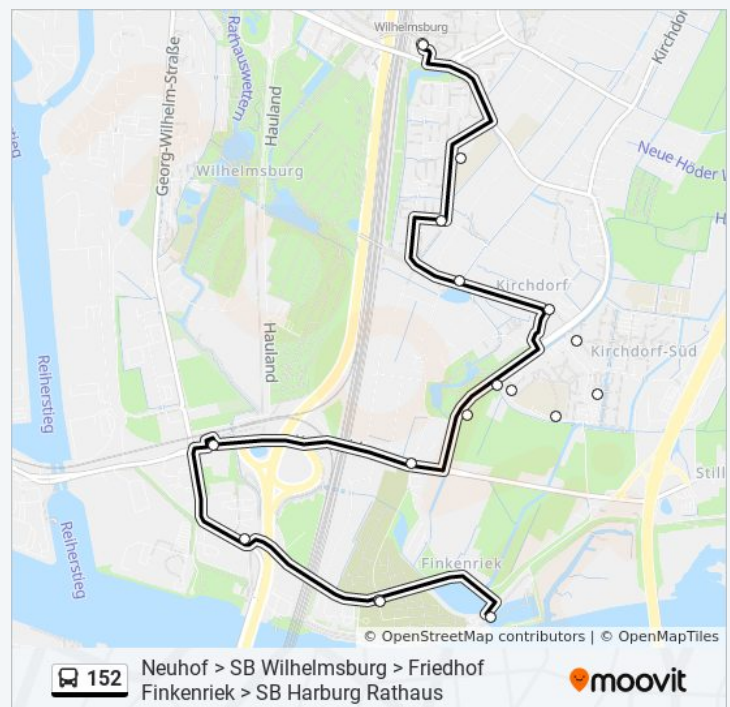 Wilhelmsburg
Kirchdor
Georg-Wilhelm-Straße
Rathauswettern
Hauland
Neue Höder W
Wilhelmsburg
Kirchdorf
Hauland
Kirchdorf-Süd
Reiherstieg
Still
Reiherstieg
Finkenriek
© OpenStreetMap contributors | © OpenMapTiles
152
Neuhof > SB Wilhelmsburg > Friedhof
Finkenriek > SB Harburg Rathaus
moovit